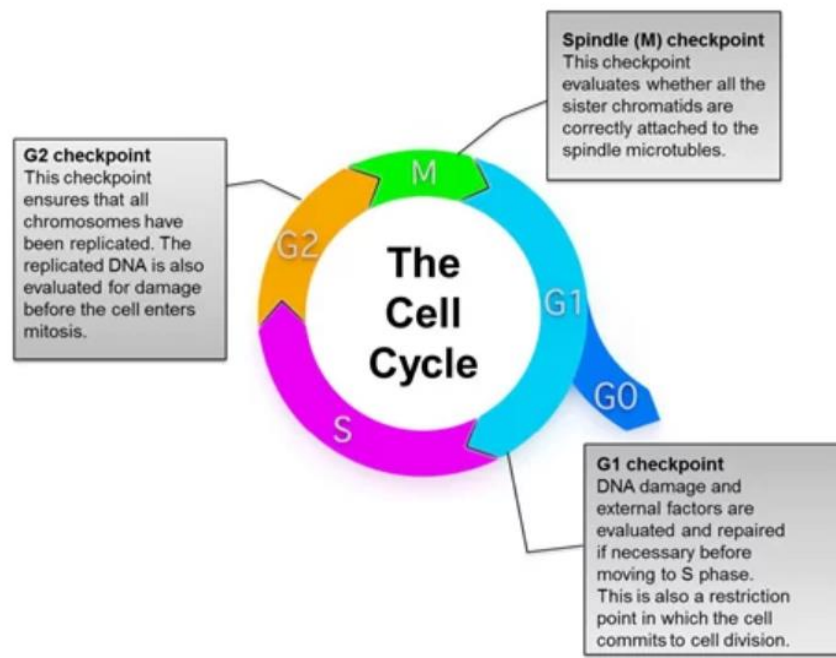 Spindle (M) checkpoint
This checkpoint
evaluates whether all the
sister chromatids are
correctly attached to the
spindle microtubles.
G2 checkpoint
This checkpoint
ensures that all
chromosomes have
been replicated. The
replicated DNA is also
evaluated for damage
before the cell enters
mitosis.
M
G2
The
Cell
Cycle
G1
G0
S
G1 checkpoint
DNA damage and
external factors are
evaluated and repaired
if necessary before
moving to S phase.
This is also a restriction
point in which the cell
commits to cell division.